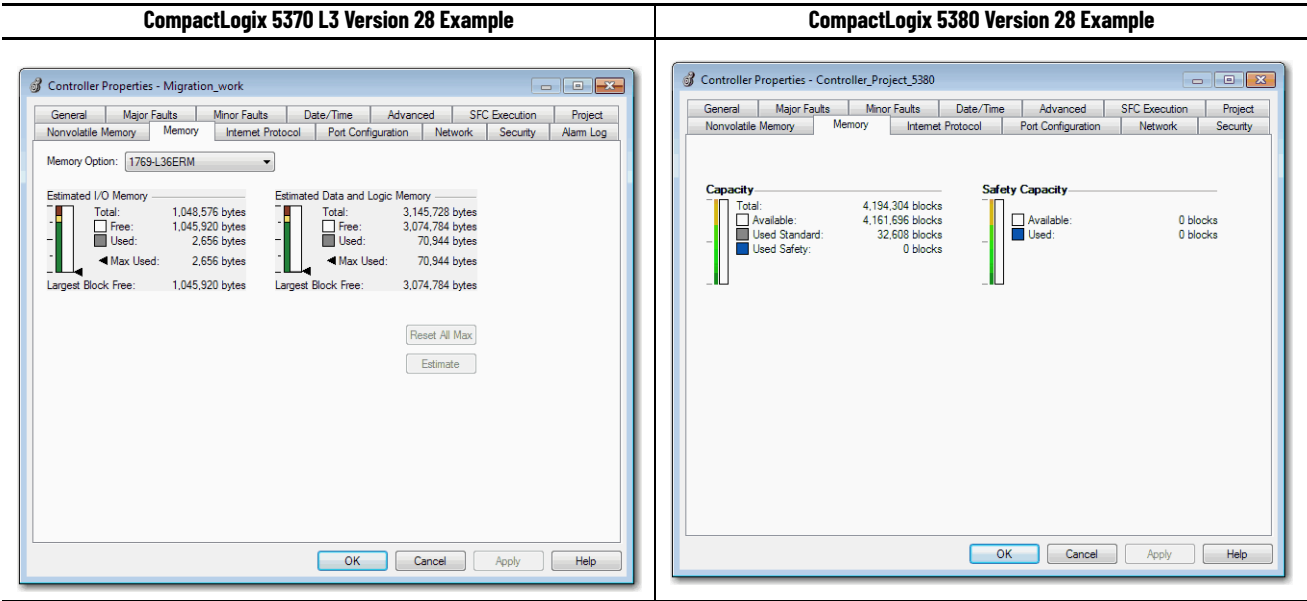 CompactLogix 5370 L3 Version 28 Example
Controller Properties - Migration_work
General Major Faults Minor Faults Date/Time Advanced SFC Execution Project
Nonvolatile Memory Memory Internet Protocol Port Configuration Network Security Alarm Log
Memory Option: 1769-L36ERM
Estimated I/O Memory
Total: 1,048,576 bytes
Free: 1,045,920 bytes
Used: 2,656 bytes
Max Used: 2,656 bytes
Largest Block Free: 1,045,920 bytes
Estimated Data and Logic Memory
Total: 3,145,728 bytes
Free: 3,074,784 bytes
Used: 70,944 bytes
Max Used: 70,944 bytes
Largest Block Free: 3,074,784 bytes
Reset All Max
Estimate
OK Cancel Apply Help
CompactLogix 5380 Version 28 Example
Controller Properties - Controller_Project_5380
General Major Faults Minor Faults Date/Time Advanced SFC Execution Project
Nonvolatile Memory Memory Internet Protocol Port Configuration Network Security
Capacity
Total: 4,194,304 blocks
Available: 4,161,696 blocks
Used Standard: 32,608 blocks
Used Safety: 0 blocks
Safety Capacity
Available: 0 blocks
Used: 0 blocks
OK Cancel Apply Help